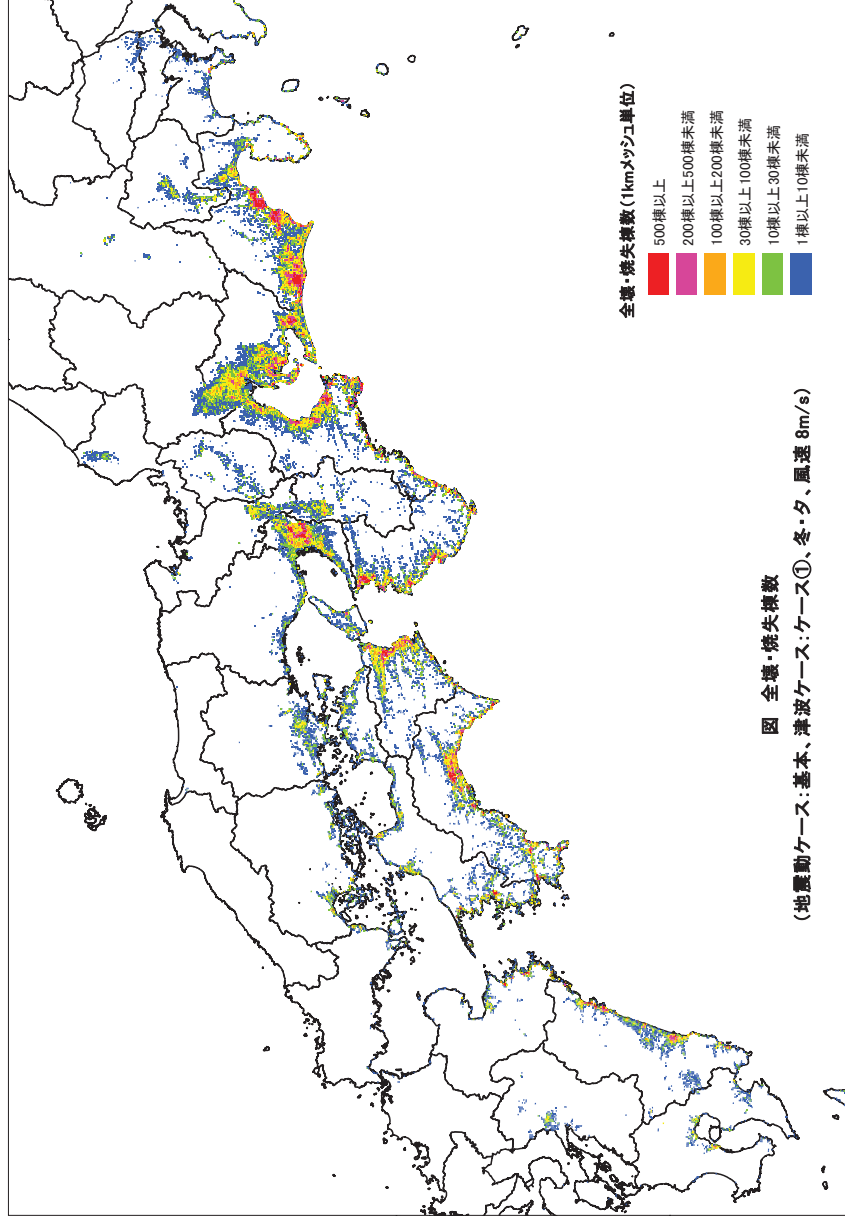 全壊・焼失棟数(1kmメッシュ単位)
500棟以上
200棟以上500棟未満
100棟以上200棟未満
30棟以上100棟未満
10棟以上30棟未満
1棟以上10棟未満
図 全壊・焼失棟数
(地震動ケース:基本、津波ケース:ケース①、冬・夕、風速 8m/s)